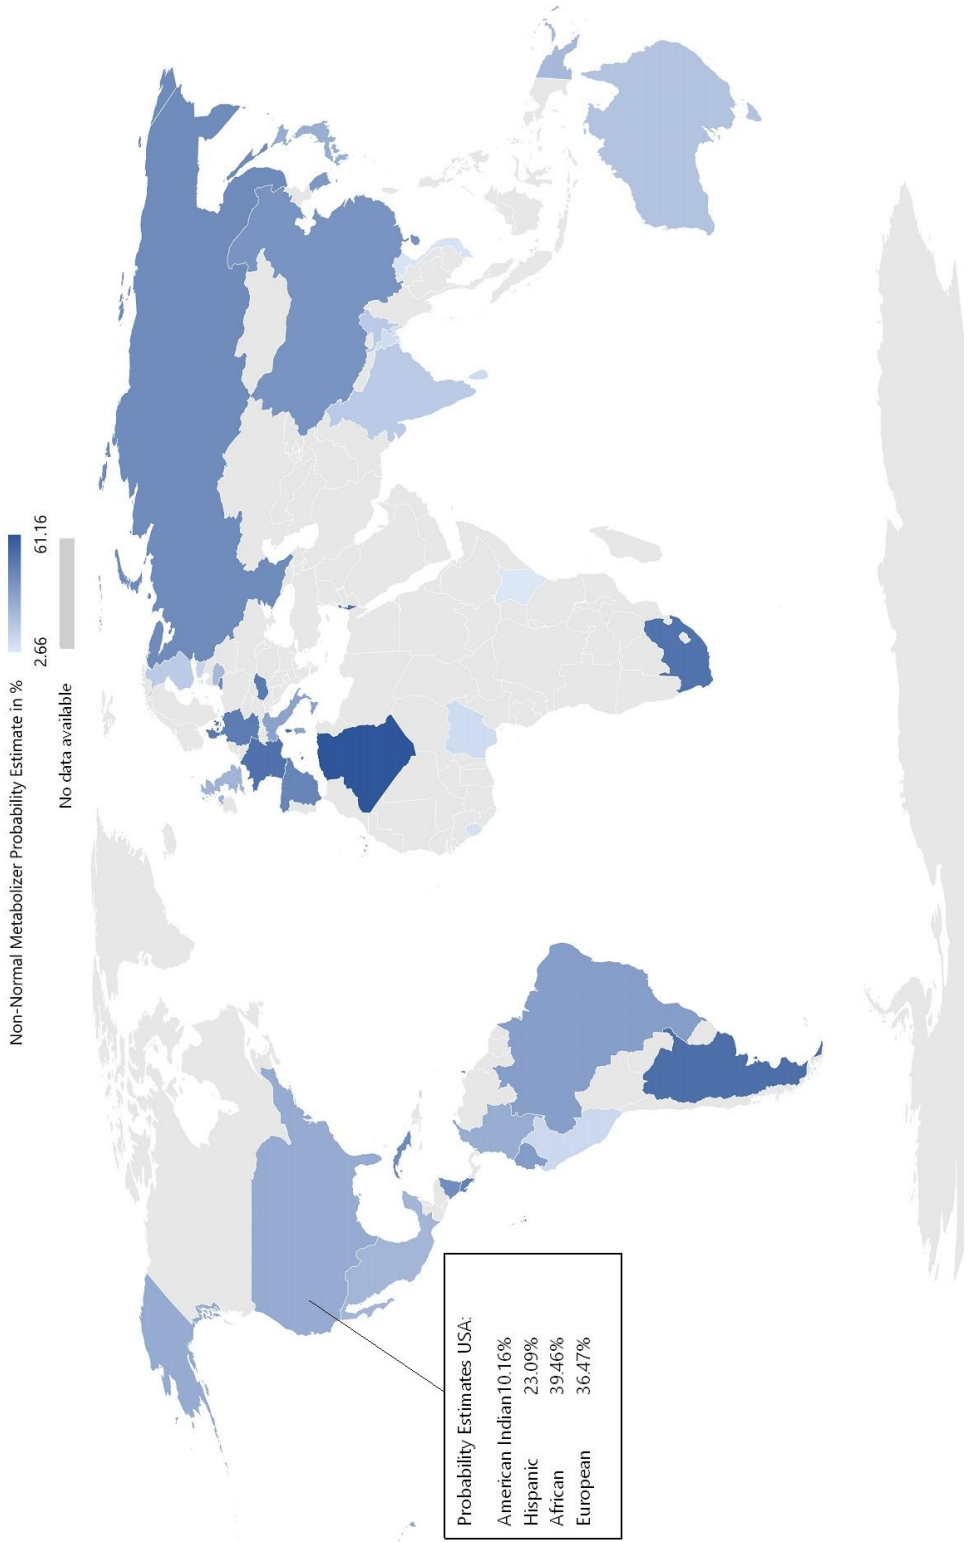 Non-Normal Metabolizer Probability Estimate in %
2.66 61.16
No data available
Probability Estimates USA:
American Indian10.16%
Hispanic 23.09%
African 39.46%
European 36.47%